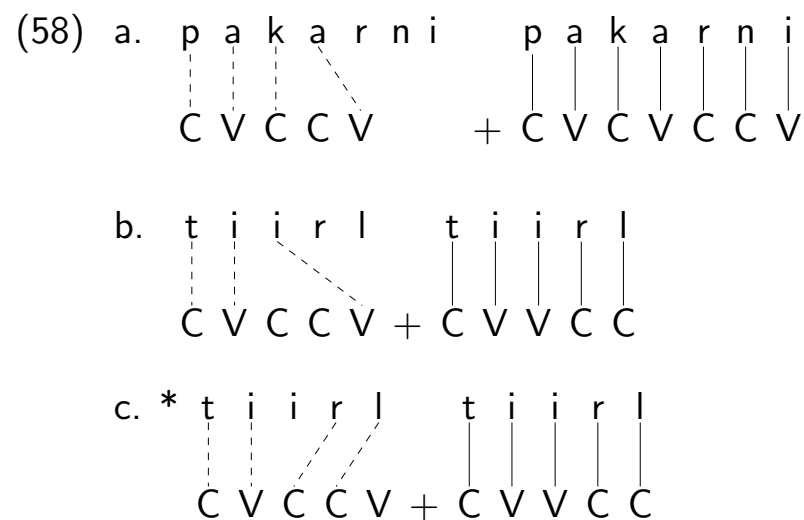 (58) a. p a k a r n i p a k a r n i
C V C C V + C V C V C C V
b. t i i r l t i i r l
C V C C V + C V V C C
c. * t i i r l t i i r l
C V C C V + C V V C C